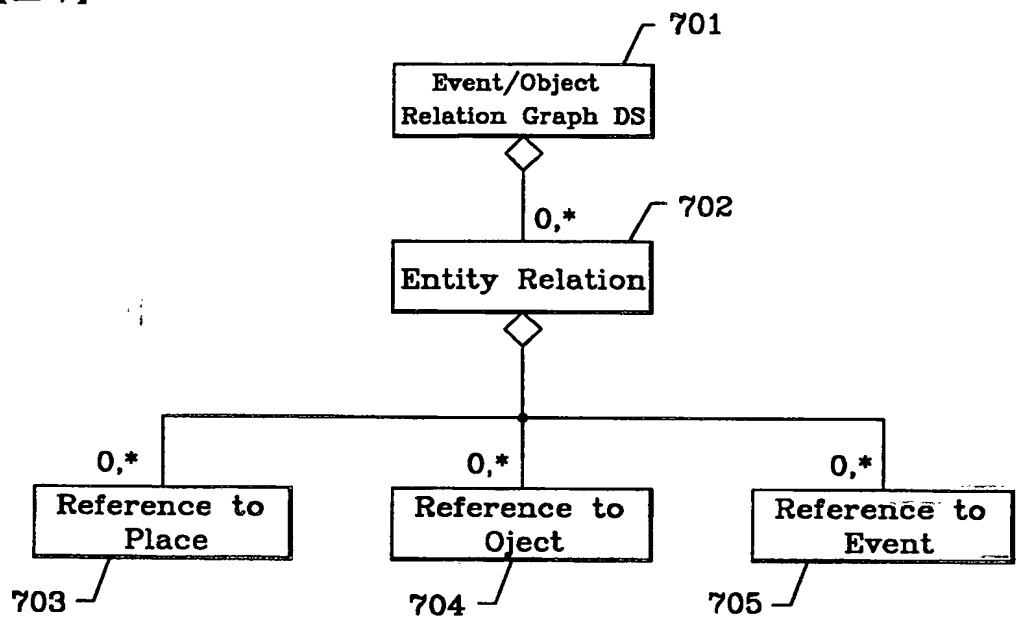 701
Event/Object
Relation Graph DS
0,*
702
Entity Relation
0,*
0,*
0,*
Reference to
Place
Reference to
Oject
Reference to
Event
703
704
705